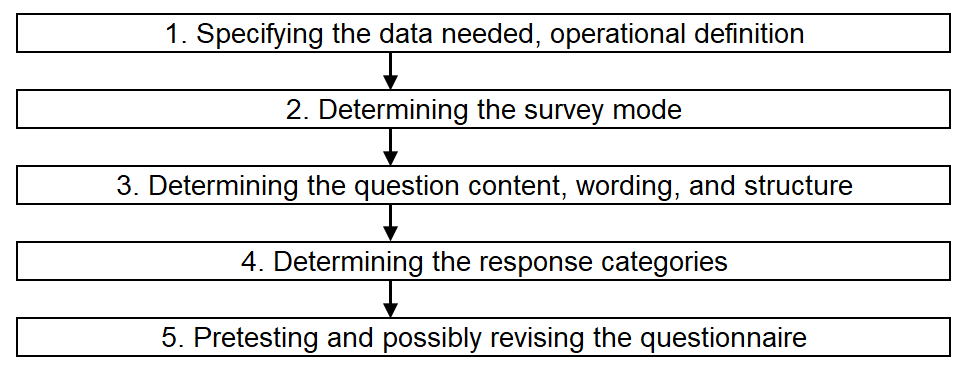 1. Specifying the data needed, operational definition
2. Determining the survey mode
3. Determining the question content, wording, and structure
4. Determining the response categories
5. Pretesting and possibly revising the questionnaire